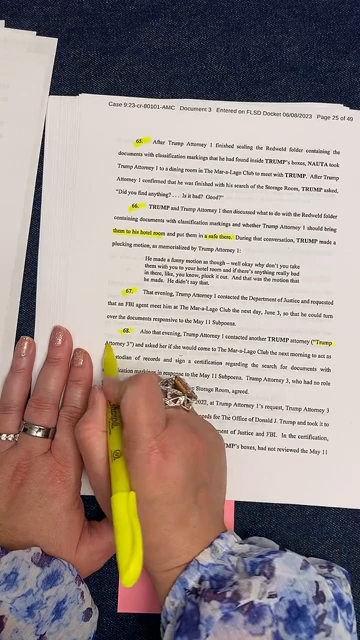 Case 9:23-cr-80101-AMC Document 3 Entered on FLSD Docket 06/08/2023 Page 25 of 49
65. After Trump Attorney 1 finished sealing the Redweld folder containing the
documents with classification markings that he had found inside TRUMP's boxes, NAUTA took
Trump Attorney 1 to a dining room in The Mar-a-Lago Club to meet with TRUMP. After Trump
Attorney 1 confirmed that he was finished with his search of the Storage Room, TRUMP asked,
"Did you find anything? . . . Is it bad? Good?"
66. TRUMP and Trump Attorney 1 then discussed what to do with the Redweld folder
containing documents with classification markings and whether Trump Attorney 1 should bring
them to his hotel room and put them in a safe there. During that conversation, TRUMP made a
plucking motion, as memorialized by Trump Attorney 1:
He made a funny motion as though – well okay why don't you take
them with you to your hotel room and if there's anything really bad
in there, like, you know, pluck it out. And that was the motion that
he made. He didn't say that.
67. That evening, Trump Attorney 1 contacted the Department of Justice and requested
that an FBI agent meet him at The Mar-a-Lago Club the next day, June 3, so that he could turn
over the documents responsive to the May 11 Subpoena.
68. Also that evening, Trump Attorney 1 contacted another TRUMP attorney ("Trump
Attorney 3") and asked her if she would come to The Mar-a-Lago Club the next morning to act as
custodian of records and sign a certification regarding the search for documents with
markings in response to the May 11 Subpoena. Trump Attorney 3, who had no role
Storage Room, agreed.
2022, at Trump Attorney 1's request, Trump Attorney 3
for The Office of Donald J. Trump and took it to
of Justice and FBI. In the certification,
boxes, had not reviewed the May 11